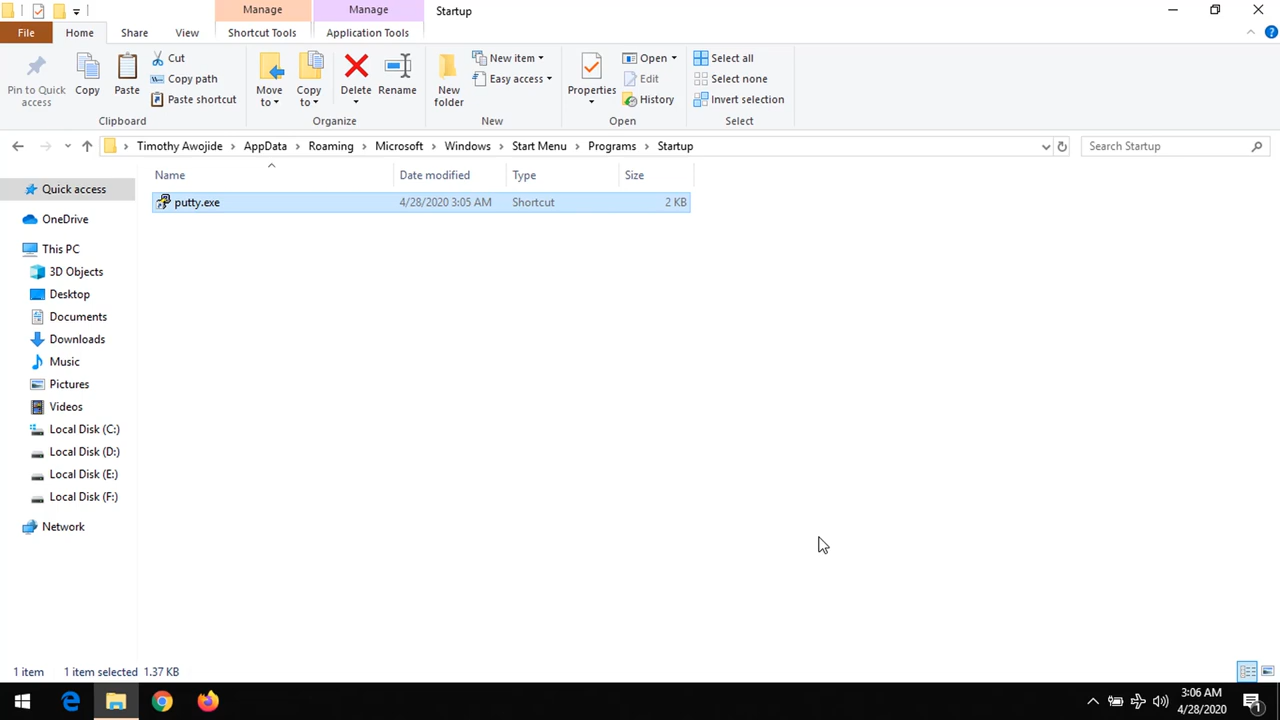 Manage Manage Startup
File Home Share View Shortcut Tools Application Tools
Pin to Quick access
Copy
Paste
Cut
Copy path
Paste shortcut
Clipboard
Move to
Copy to
Delete
Rename
Organize
New folder
New item
Easy access
New
Properties
Open
Edit
History
Open
Select all
Select none
Invert selection
Select
Timothy Awojide > AppData > Roaming > Microsoft > Windows > Start Menu > Programs > Startup
Search Startup
Name Date modified Type Size
putty.exe 4/28/2020 3:05 AM Shortcut 2 KB
Quick access
OneDrive
This PC
3D Objects
Desktop
Documents
Downloads
Music
Pictures
Videos
Local Disk (C:)
Local Disk (D:)
Local Disk (E:)
Local Disk (F:)
Network
1 item 1 item selected 1.37 KB
3:06 AM
4/28/2020
1